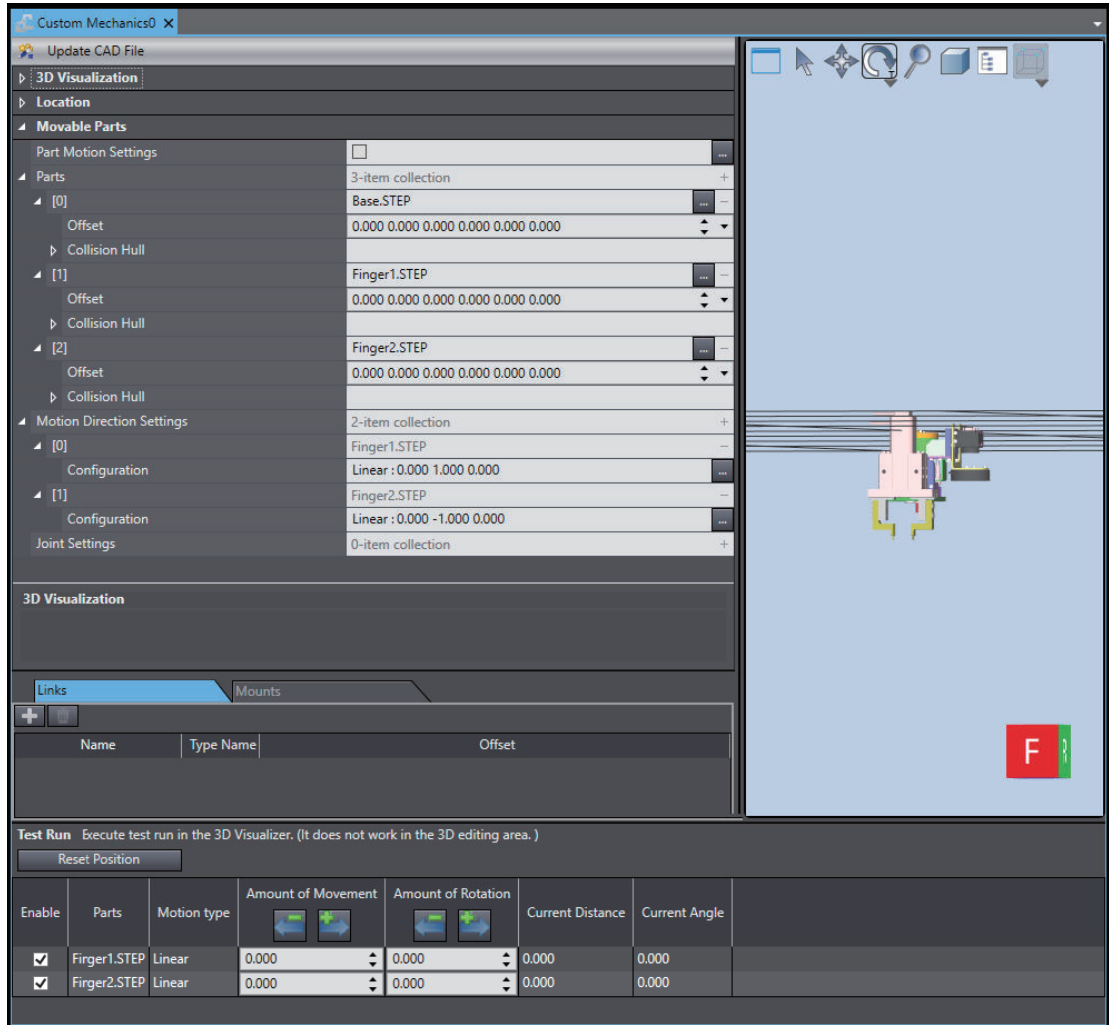 Custom Mechanics0
Update CAD File
3D Visualization
Location
Movable Parts
Part Motion Settings ...
Parts 3-item collection +
[0] Base.STEP ... −
Offset 0.000 0.000 0.000 0.000 0.000 0.000
Collision Hull
[1] Finger1.STEP ... −
Offset 0.000 0.000 0.000 0.000 0.000 0.000
Collision Hull
[2] Finger2.STEP ... −
Offset 0.000 0.000 0.000 0.000 0.000 0.000
Collision Hull
Motion Direction Settings 2-item collection +
[0] Finger1.STEP −
Configuration Linear : 0.000 1.000 0.000 ...
[1] Finger2.STEP −
Configuration Linear : 0.000 -1.000 0.000 ...
Joint Settings 0-item collection +
3D Visualization
Links Mounts
Name Type Name Offset
F R
Test Run Execute test run in the 3D Visualizer. (It does not work in the 3D editing area. )
Reset Position
Enable Parts Motion type Amount of Movement Amount of Rotation Current Distance Current Angle
Firger1.STEP Linear 0.000 0.000 0.000 0.000
Firger2.STEP Linear 0.000 0.000 0.000 0.000